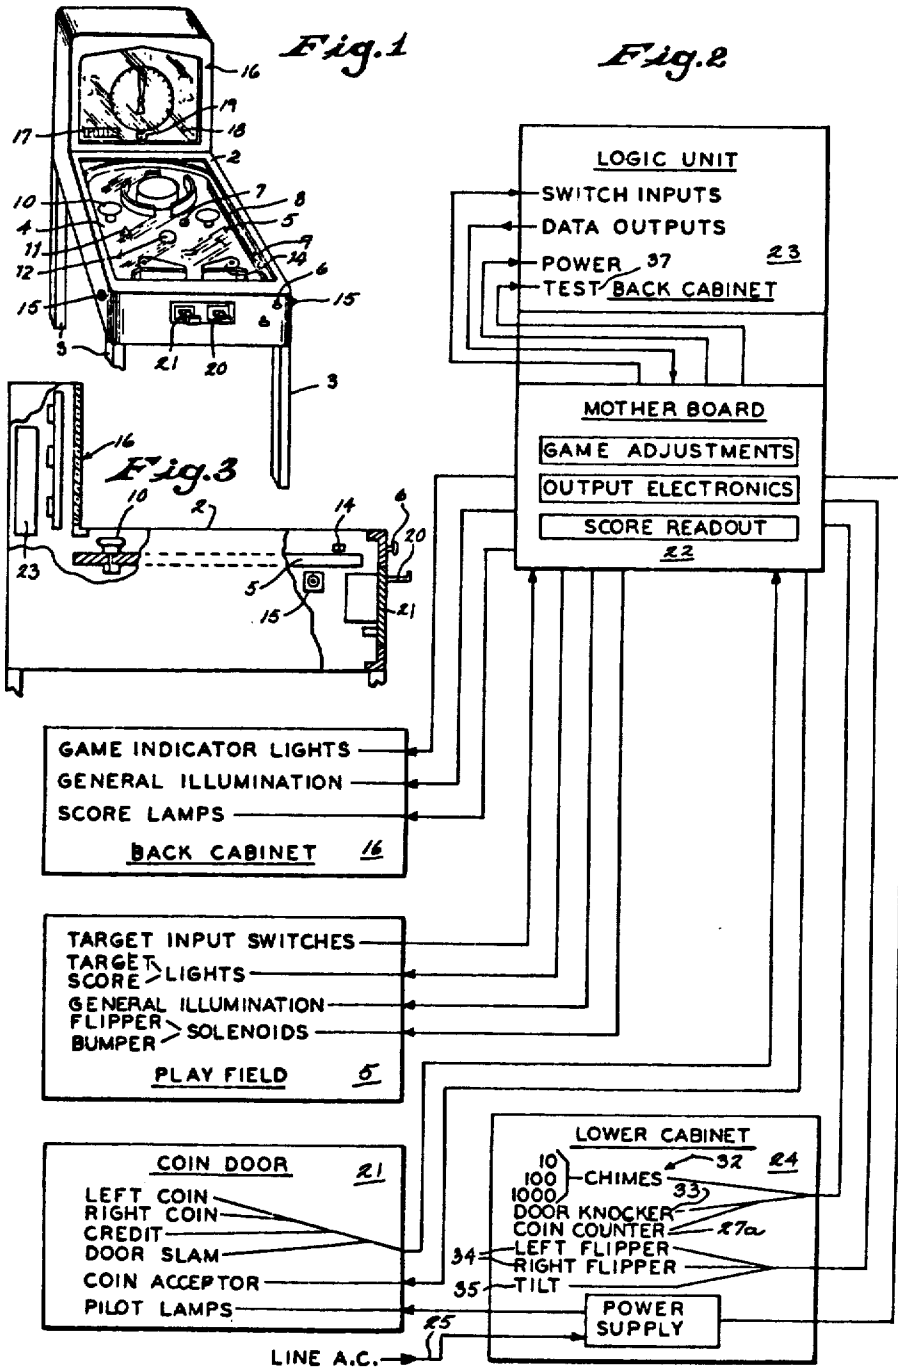 Fig.1
16
19
17
18
2
10
7
8
4
5
11
9
12
14
6
15
15
3
21
20
3
Fig.2
LOGIC UNIT
SWITCH INPUTS
DATA OUTPUTS
23
POWER
37
TEST BACK CABINET
MOTHER BOARD
GAME ADJUSTMENTS
OUTPUT ELECTRONICS
SCORE READOUT
22
Fig.3
16
10
2
14
6
20
23
5
15
21
GAME INDICATOR LIGHTS
GENERAL ILLUMINATION
SCORE LAMPS
BACK CABINET 16
TARGET INPUT SWITCHES
TARGET
SCORE LIGHTS
GENERAL ILLUMINATION
FLIPPER
BUMPER SOLENOIDS
PLAY FIELD 5
COIN DOOR 21
LEFT COIN
RIGHT COIN
CREDIT
DOOR SLAM
COIN ACCEPTOR
PILOT LAMPS
LOWER CABINET
24
10
100 CHIMES 32
1000
DOOR KNOCKER 33
COIN COUNTER 27a
34 LEFT FLIPPER
RIGHT FLIPPER
35 TILT
POWER
SUPPLY
LINE A.C. 25